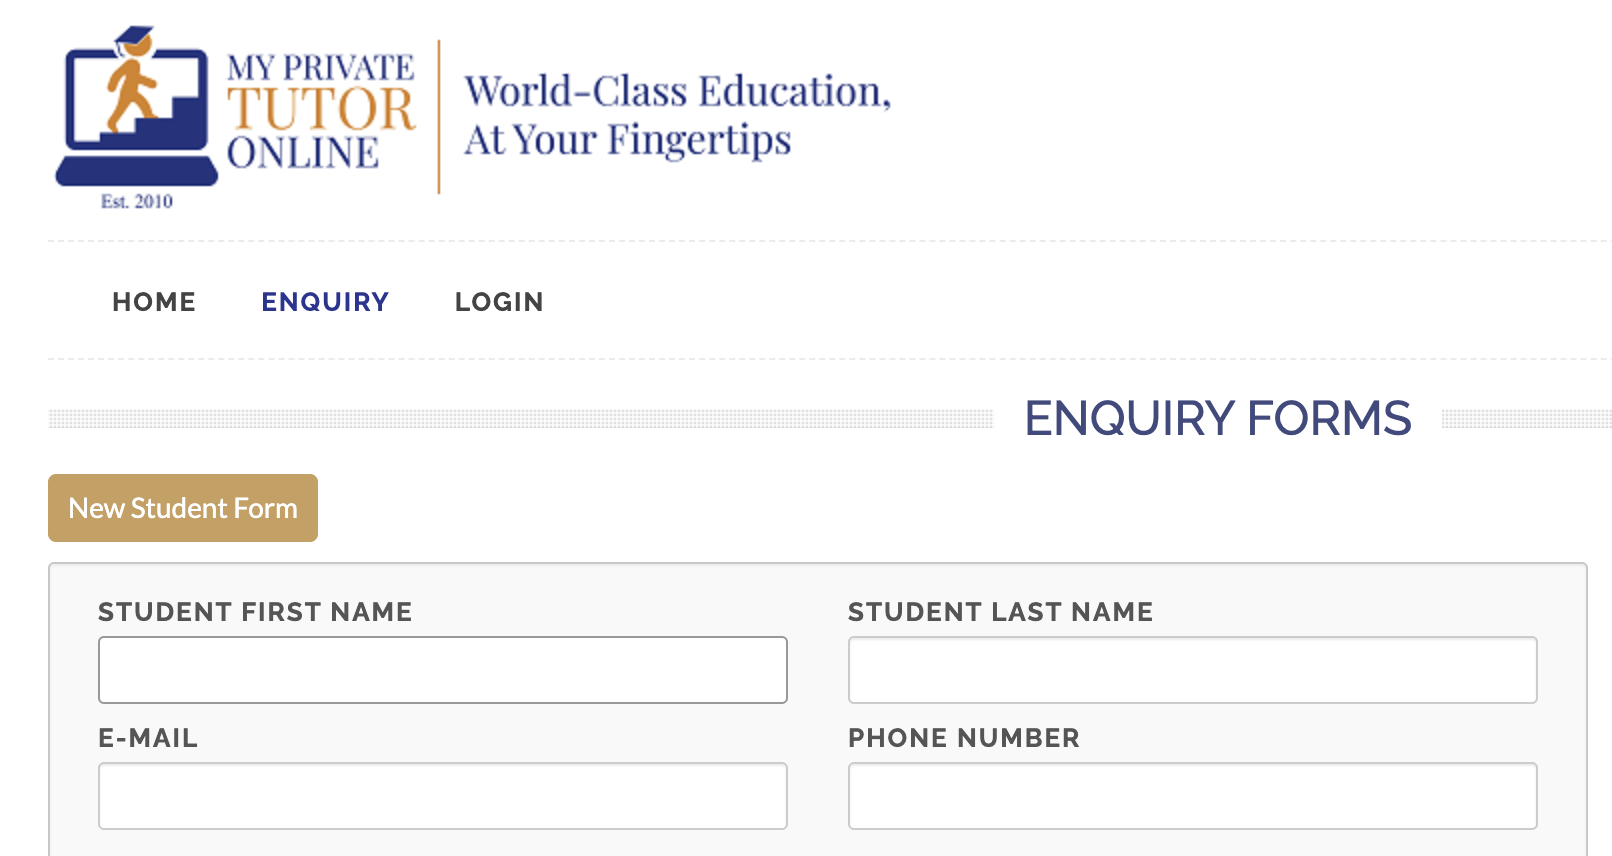 MY PRIVATE
TUTOR
ONLINE
Est. 2010
World-Class Education,
At Your Fingertips
HOME ENQUIRY LOGIN
ENQUIRY FORMS
New Student Form
STUDENT FIRST NAME STUDENT LAST NAME
E-MAIL PHONE NUMBER